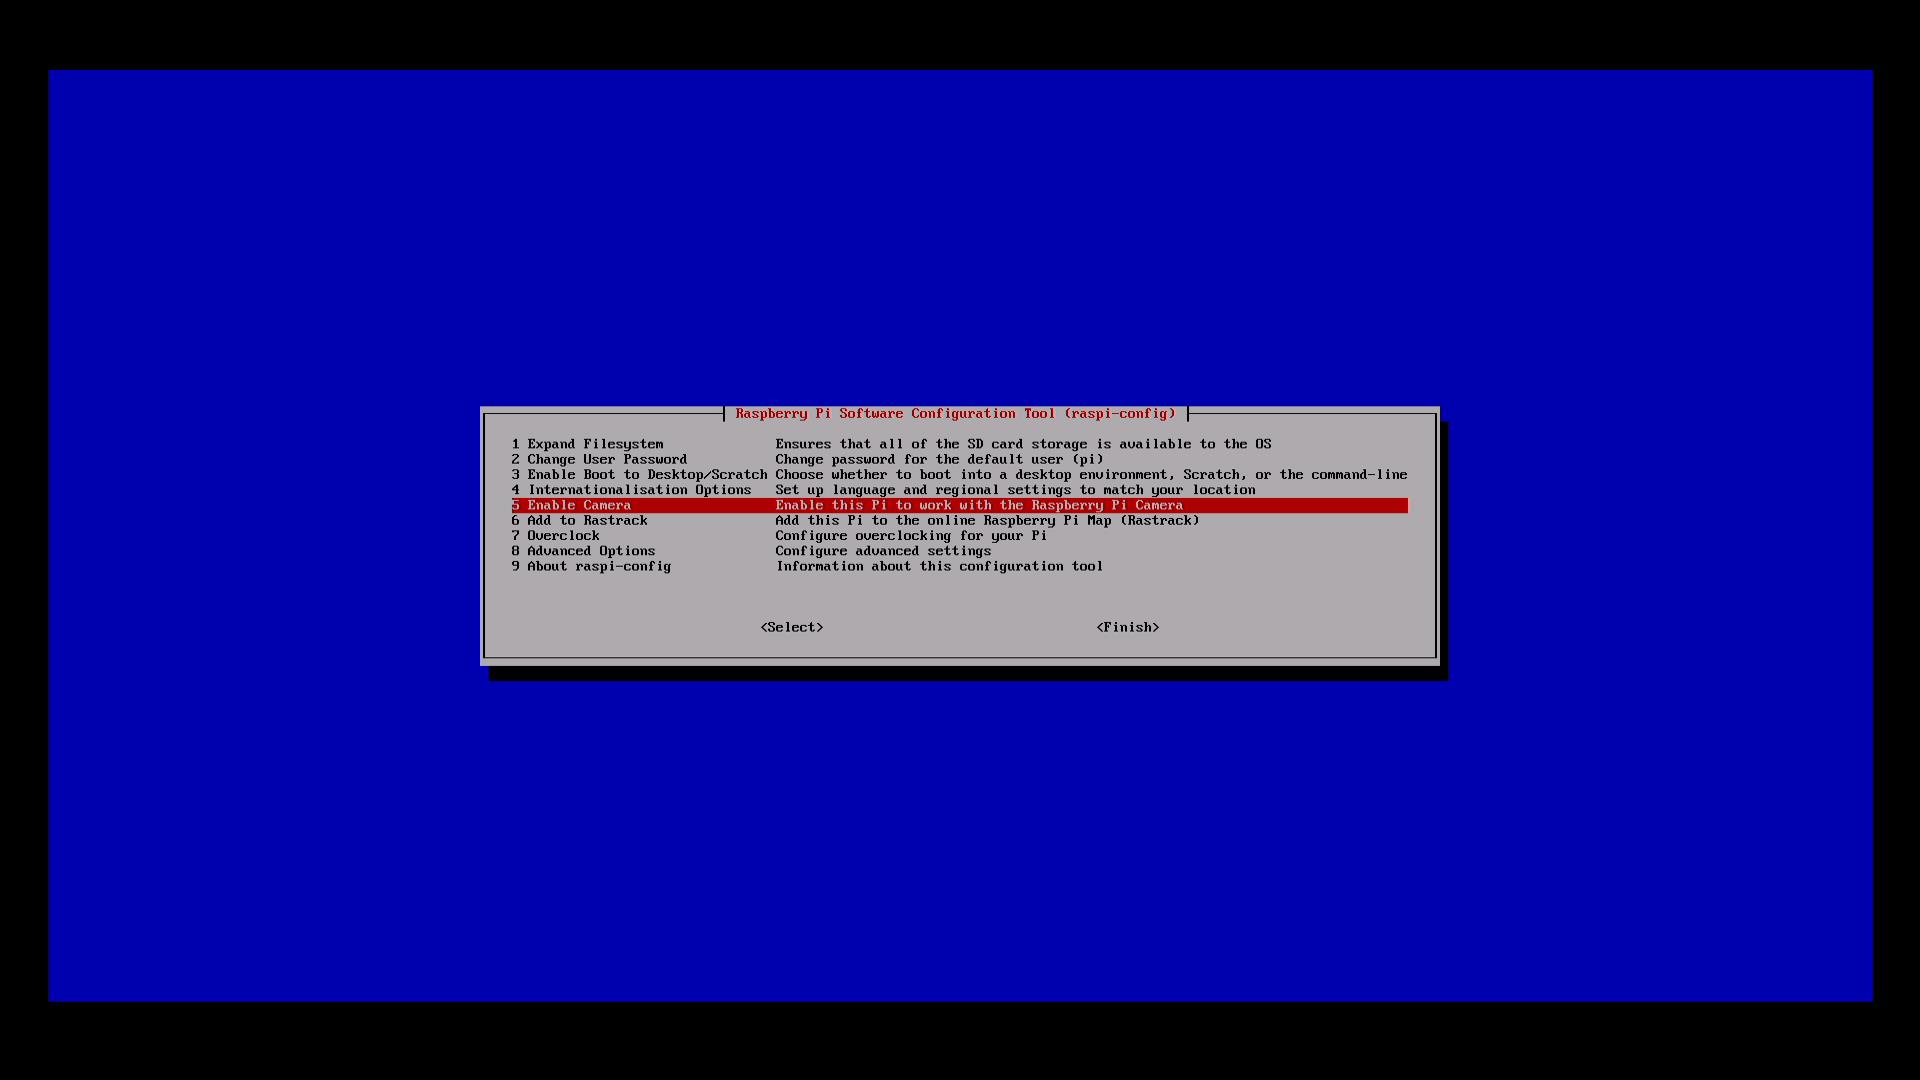 Raspberry Pi Software Configuration Tool (raspi-config)
1 Expand Filesystem Ensures that all of the SD card storage is available to the OS
2 Change User Password Change password for the default user (pi)
3 Enable Boot to Desktop/Scratch Choose whether to boot into a desktop environment, Scratch, or the command-line
4 Internationalisation Options Set up language and regional settings to match your location
5 Enable Camera Enable this Pi to work with the Raspberry Pi Camera
6 Add to Rastrack Add this Pi to the online Raspberry Pi Map (Rastrack)
7 Overclock Configure overclocking for your Pi
8 Advanced Options Configure advanced settings
9 About raspi-config Information about this configuration tool
<Select> <Finish>